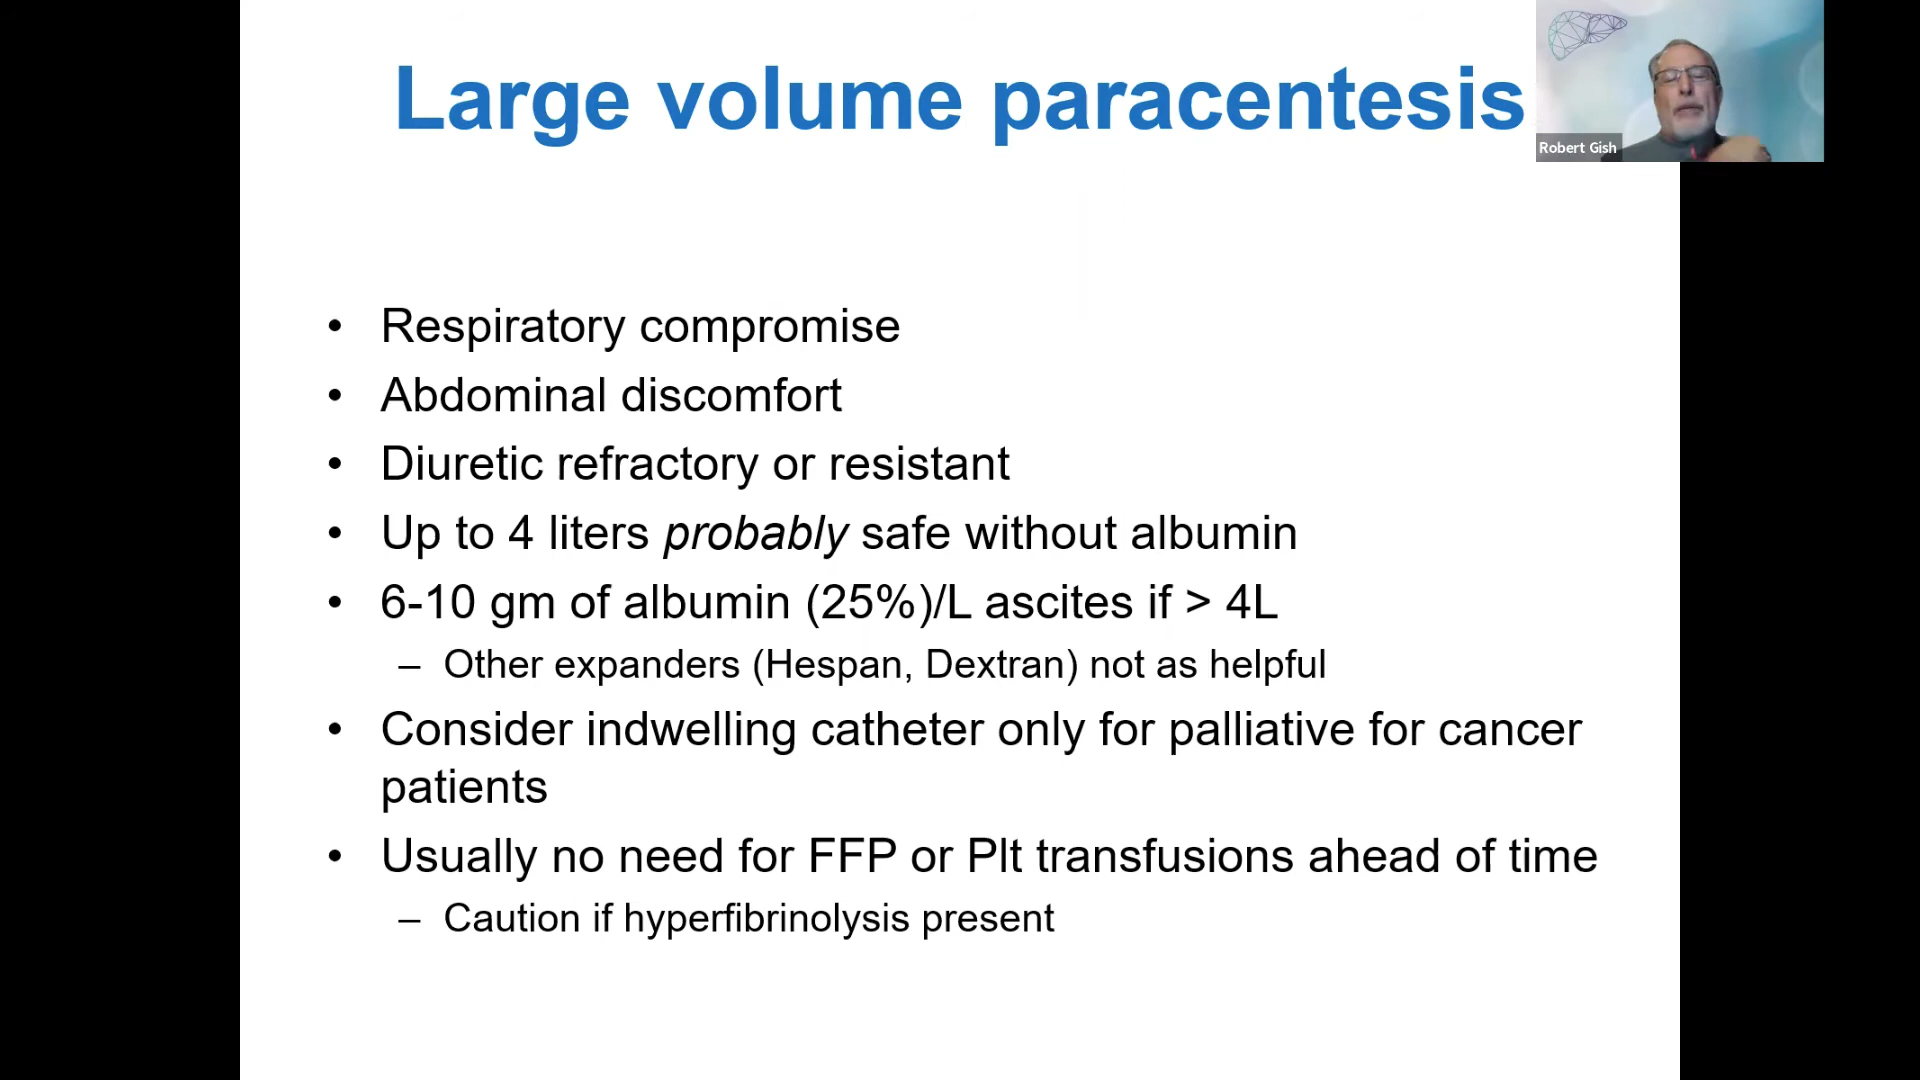 Large volume paracentesis
Robert Gish
• Respiratory compromise
• Abdominal discomfort
• Diuretic refractory or resistant
• Up to 4 liters probably safe without albumin
• 6-10 gm of albumin (25%)/L ascites if > 4L
– Other expanders (Hespan, Dextran) not as helpful
• Consider indwelling catheter only for palliative for cancer
patients
• Usually no need for FFP or Plt transfusions ahead of time
– Caution if hyperfibrinolysis present